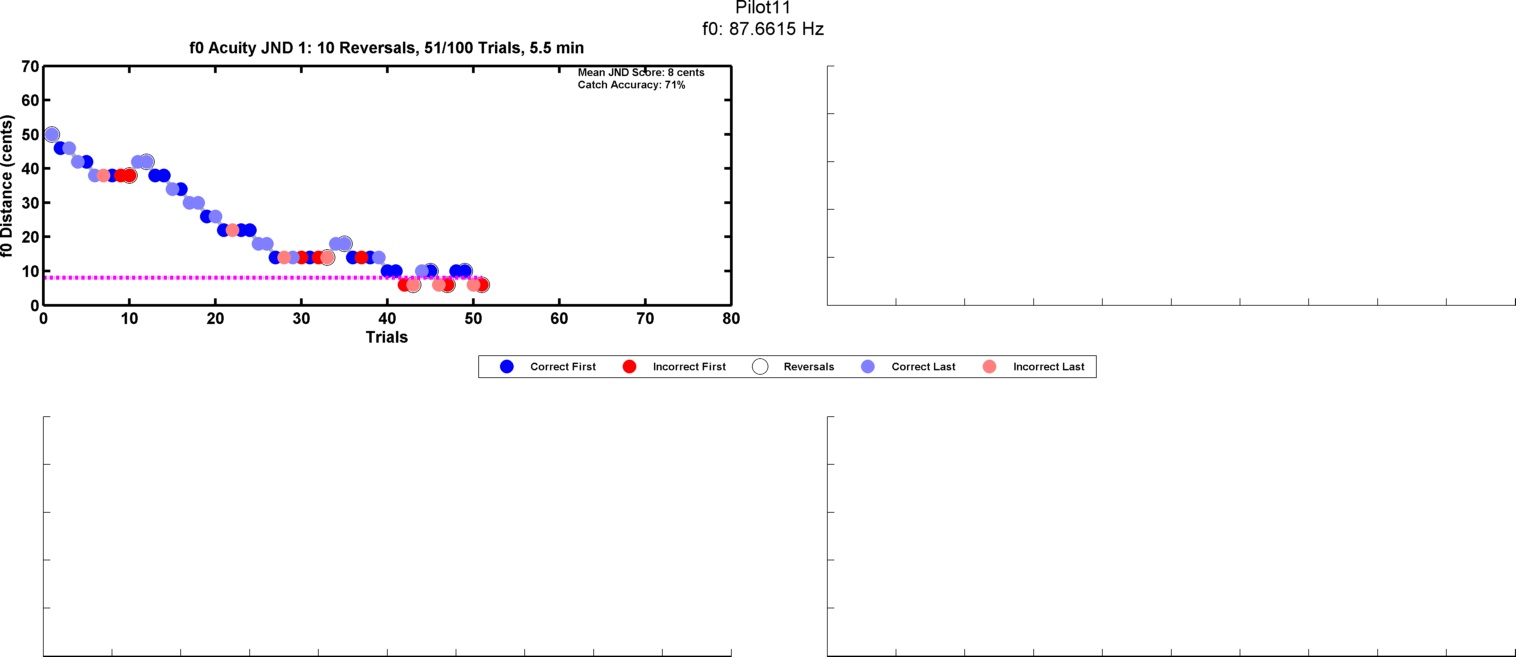 Pilot11
f0: 87.6615 Hz
f0 Acuity JND 1: 10 Reversals, 51/100 Trials, 5.5 min
Mean JND Score: 8 cents
Catch Accuracy: 71%
f0 Distance (cents)
70
60
50
40
30
20
10
0
0 10 20 30 40 50 60 70 80
Trials
Correct First Incorrect First Reversals Correct Last Incorrect Last